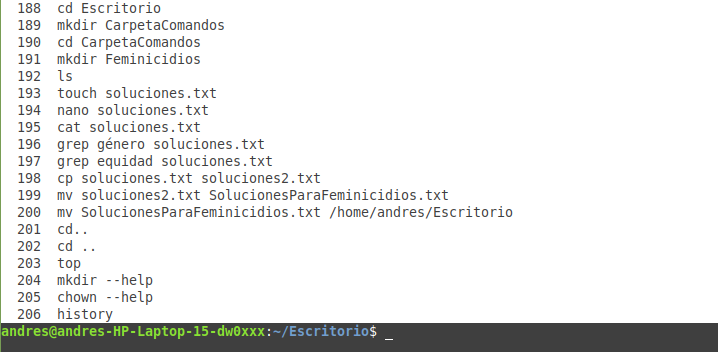 188 cd Escritorio
189 mkdir CarpetaComandos
190 cd CarpetaComandos
191 mkdir Feminicidios
192 ls
193 touch soluciones.txt
194 nano soluciones.txt
195 cat soluciones.txt
196 grep género soluciones.txt
197 grep equidad soluciones.txt
198 cp soluciones.txt soluciones2.txt
199 mv soluciones2.txt SolucionesParaFeminicidios.txt
200 mv SolucionesParaFeminicidios.txt /home/andres/Escritorio
201 cd..
202 cd ..
203 top
204 mkdir --help
205 chown --help
206 history
andres@andres-HP-Laptop-15-dw0xxx:~/Escritorio$ _